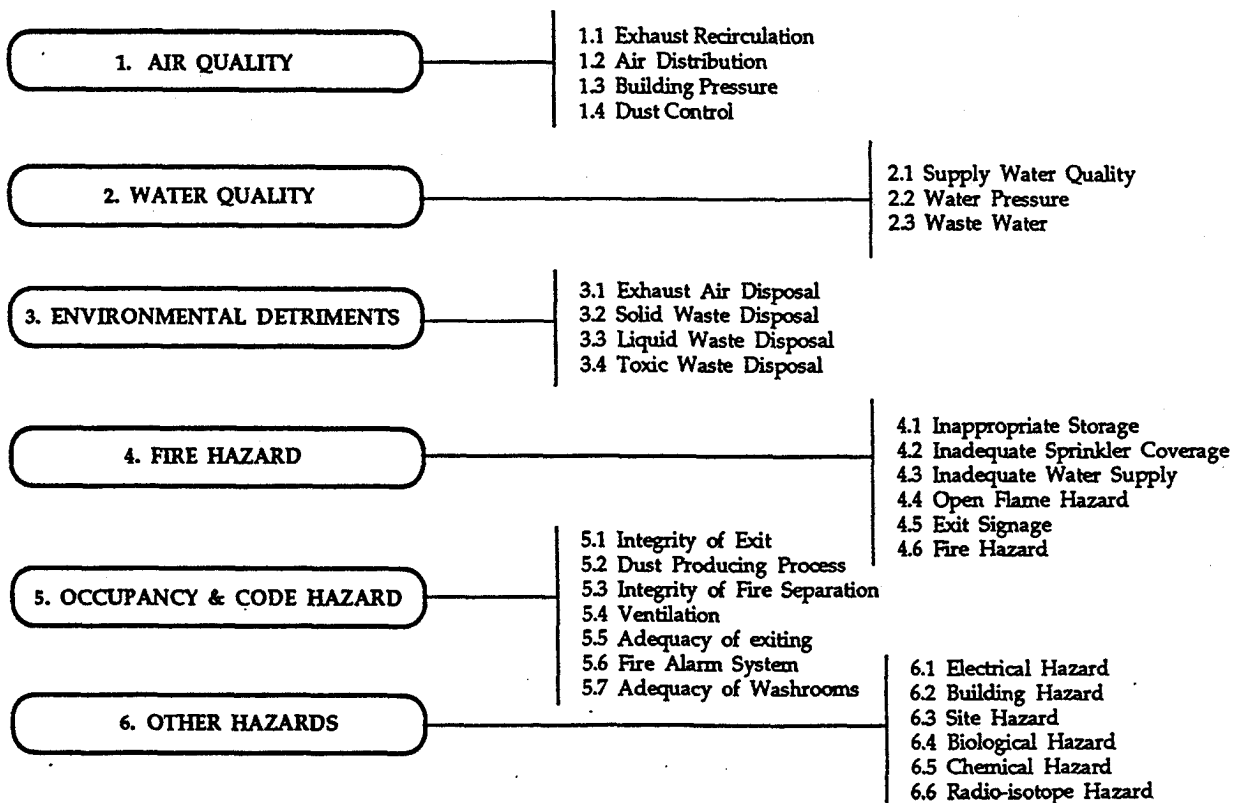 1. AIR QUALITY
1.1 Exhaust Recirculation
1.2 Air Distribution
1.3 Building Pressure
1.4 Dust Control
2. WATER QUALITY
2.1 Supply Water Quality
2.2 Water Pressure
2.3 Waste Water
3. ENVIRONMENTAL DETRIMENTS
3.1 Exhaust Air Disposal
3.2 Solid Waste Disposal
3.3 Liquid Waste Disposal
3.4 Toxic Waste Disposal
4. FIRE HAZARD
4.1 Inappropriate Storage
4.2 Inadequate Sprinkler Coverage
4.3 Inadequate Water Supply
4.4 Open Flame Hazard
4.5 Exit Signage
4.6 Fire Hazard
5. OCCUPANCY & CODE HAZARD
5.1 Integrity of Exit
5.2 Dust Producing Process
5.3 Integrity of Fire Separation
5.4 Ventilation
5.5 Adequacy of exiting
5.6 Fire Alarm System
5.7 Adequacy of Washrooms
6. OTHER HAZARDS
6.1 Electrical Hazard
6.2 Building Hazard
6.3 Site Hazard
6.4 Biological Hazard
6.5 Chemical Hazard
6.6 Radio-isotope Hazard